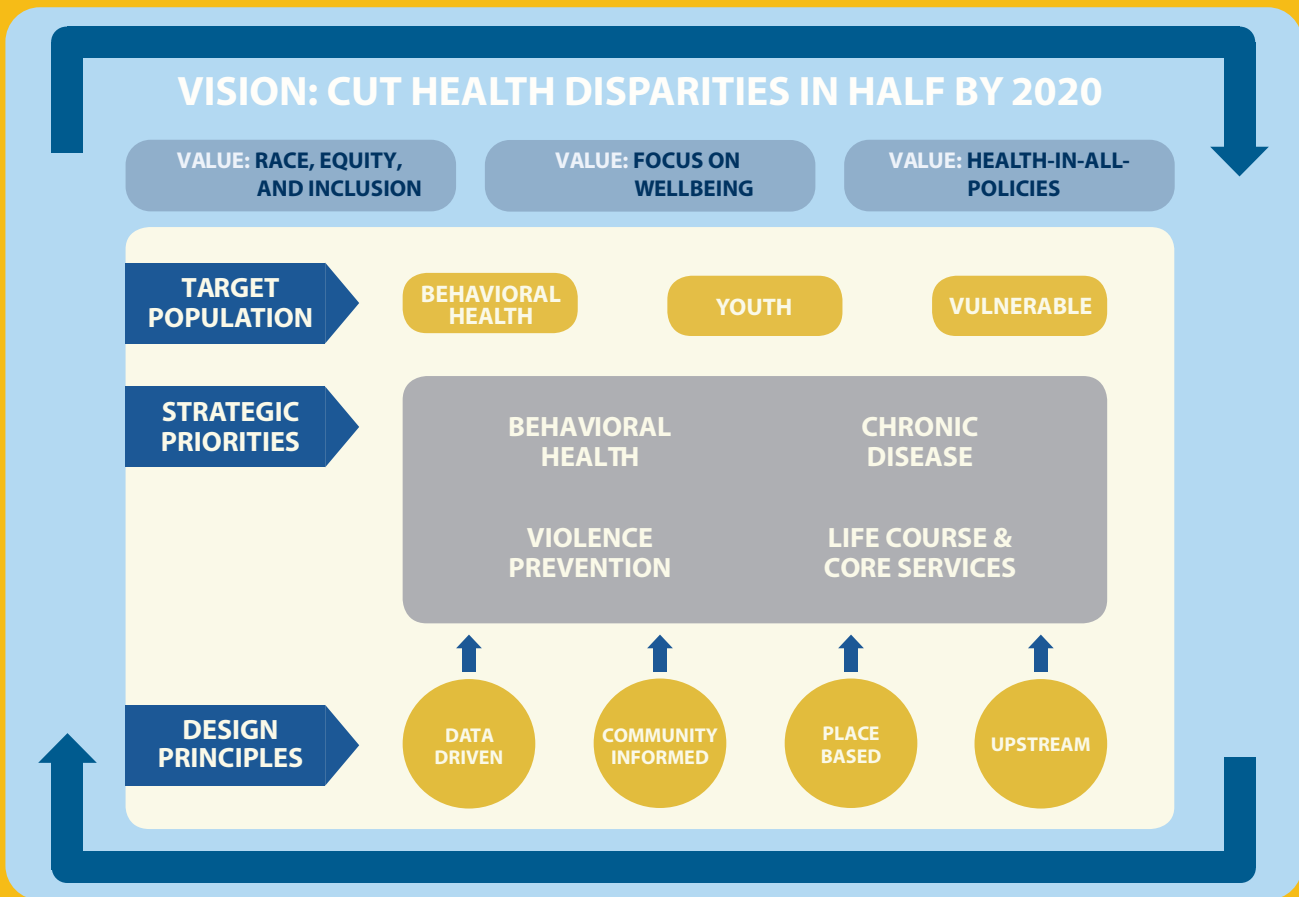 VISION: CUT HEALTH DISPARITIES IN HALF BY 2020
VALUE: RACE, EQUITY,
AND INCLUSION
VALUE: FOCUS ON
WELLBEING
VALUE: HEALTH-IN-ALL-
POLICIES
TARGET
POPULATION
BEHAVIORAL
HEALTH
YOUTH
VULNERABLE
STRATEGIC
PRIORITIES
BEHAVIORAL
HEALTH
CHRONIC
DISEASE
VIOLENCE
PREVENTION
LIFE COURSE &
CORE SERVICES
DESIGN
PRINCIPLES
DATA
DRIVEN
COMMUNITY
INFORMED
PLACE
BASED
UPSTREAM